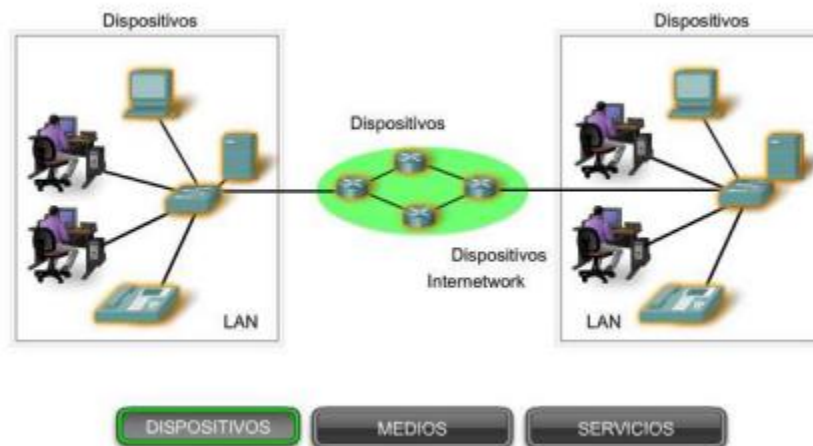 Dispositivos
Dispositivos
Dispositivos
Dispositivos
Internetwork
LAN
LAN
DISPOSITIVOS
MEDIOS
SERVICIOS